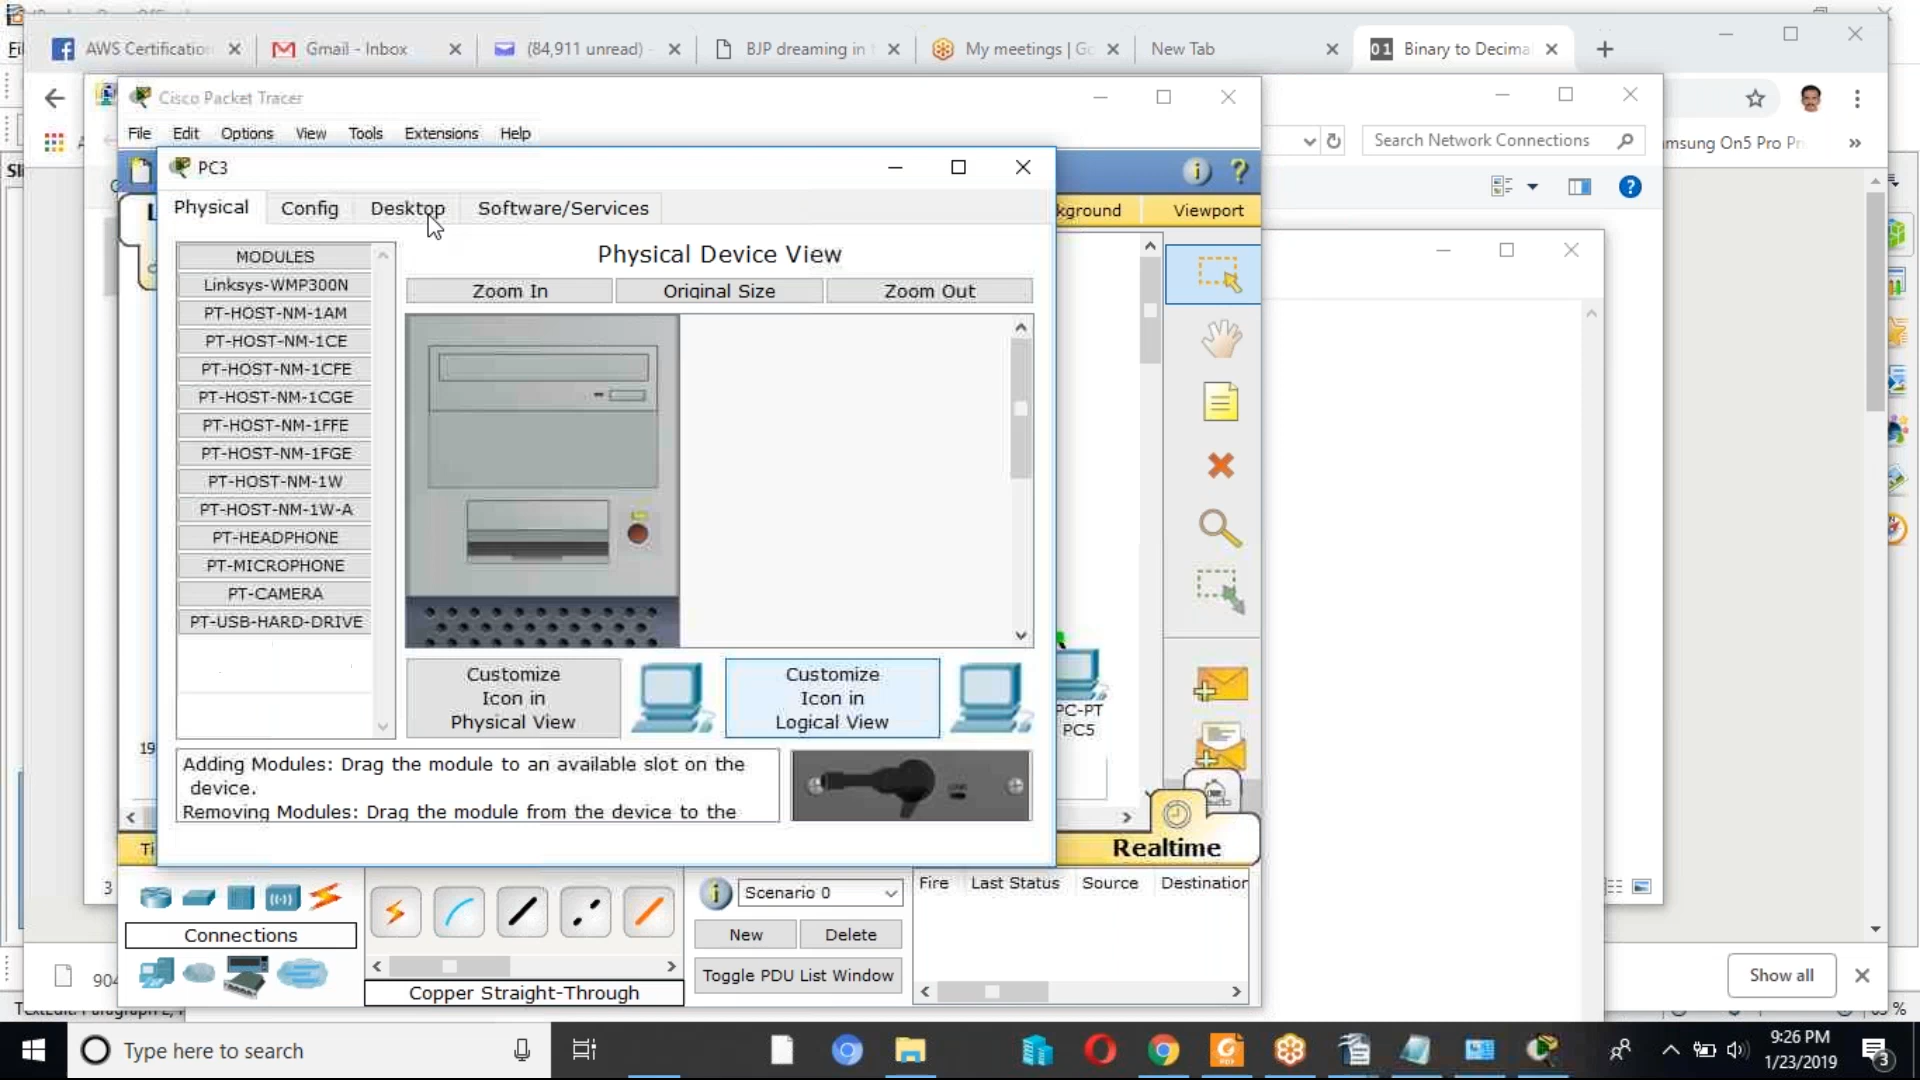 AWS Certification
Gmail - Inbox
(84,911 unread) -
BJP dreaming in t
My meetings | Go
New Tab
01
Binary to Decima
Cisco Packet Tracer
File Edit Options View Tools Extensions Help
Search Network Connections
PC3
Physical Config Desktop Software/Services
Viewport
MODULES
Linksys-WMP300N
PT-HOST-NM-1AM
PT-HOST-NM-1CE
PT-HOST-NM-1CFE
PT-HOST-NM-1CGE
PT-HOST-NM-1FFE
PT-HOST-NM-1FGE
PT-HOST-NM-1W
PT-HOST-NM-1W-A
PT-HEADPHONE
PT-MICROPHONE
PT-CAMERA
PT-USB-HARD-DRIVE
Physical Device View
Zoom In Original Size Zoom Out
Customize
Icon in
Physical View
Customize
Icon in
Logical View
PC-PT
PC5
19
Adding Modules: Drag the module to an available slot on the
device.
Removing Modules: Drag the module from the device to the
Realtime
3
Connections
Copper Straight-Through
Scenario 0
New Delete
Toggle PDU List Window
Fire Last Status Source Destination
904
Show all
Type here to search
9:26 PM
1/23/2019
3